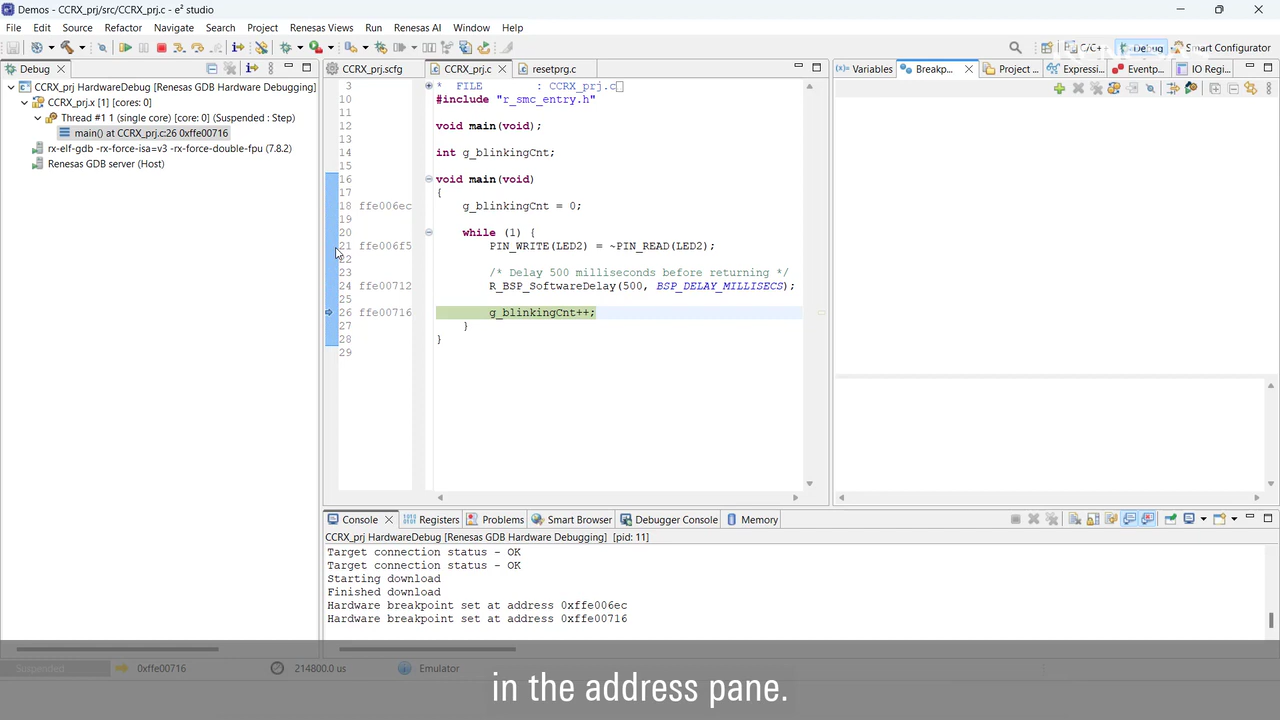 Demos - CCRX_prj/src/CCRX_prj.c - e² studio
File Edit Source Refactor Navigate Search Project Renesas Views Run Renesas AI Window Help
C/C++ Debug Smart Configurator
Debug
CCRX_prj HardwareDebug [Renesas GDB Hardware Debugging]
CCRX_prj.x [1] [cores: 0]
Thread #1 1 (single core) [core: 0] (Suspended : Step)
main() at CCRX_prj.c:26 0xffe00716
rx-elf-gdb -rx-force-isa=v3 -rx-force-double-fpu (7.8.2)
Renesas GDB server (Host)
CCRX_prj.scfg CCRX_prj.c resetprg.c
3 * FILE : CCRX_prj.c
10 #include "r_smc_entry.h"
11
12 void main(void);
13
14 int g_blinkingCnt;
15
16 void main(void)
17 {
18 ffe006ec g_blinkingCnt = 0;
19
20 while (1) {
21 ffe006f5 PIN_WRITE(LED2) = ~PIN_READ(LED2);
22
23 /* Delay 500 milliseconds before returning */
24 ffe00712 R_BSP_SoftwareDelay(500, BSP_DELAY_MILLISECS);
25
26 ffe00716 g_blinkingCnt++;
27 }
28 }
29
Variables Breakp... Project ... Expressi... Eventp... IO Regi...
Console Registers Problems Smart Browser Debugger Console Memory
CCRX_prj HardwareDebug [Renesas GDB Hardware Debugging] [pid: 11]
Target connection status - OK
Target connection status - OK
Starting download
Finished download
Hardware breakpoint set at address 0xffe006ec
Hardware breakpoint set at address 0xffe00716
Suspended 0xffe00716 214800.0 us Emulator
in the address pane.